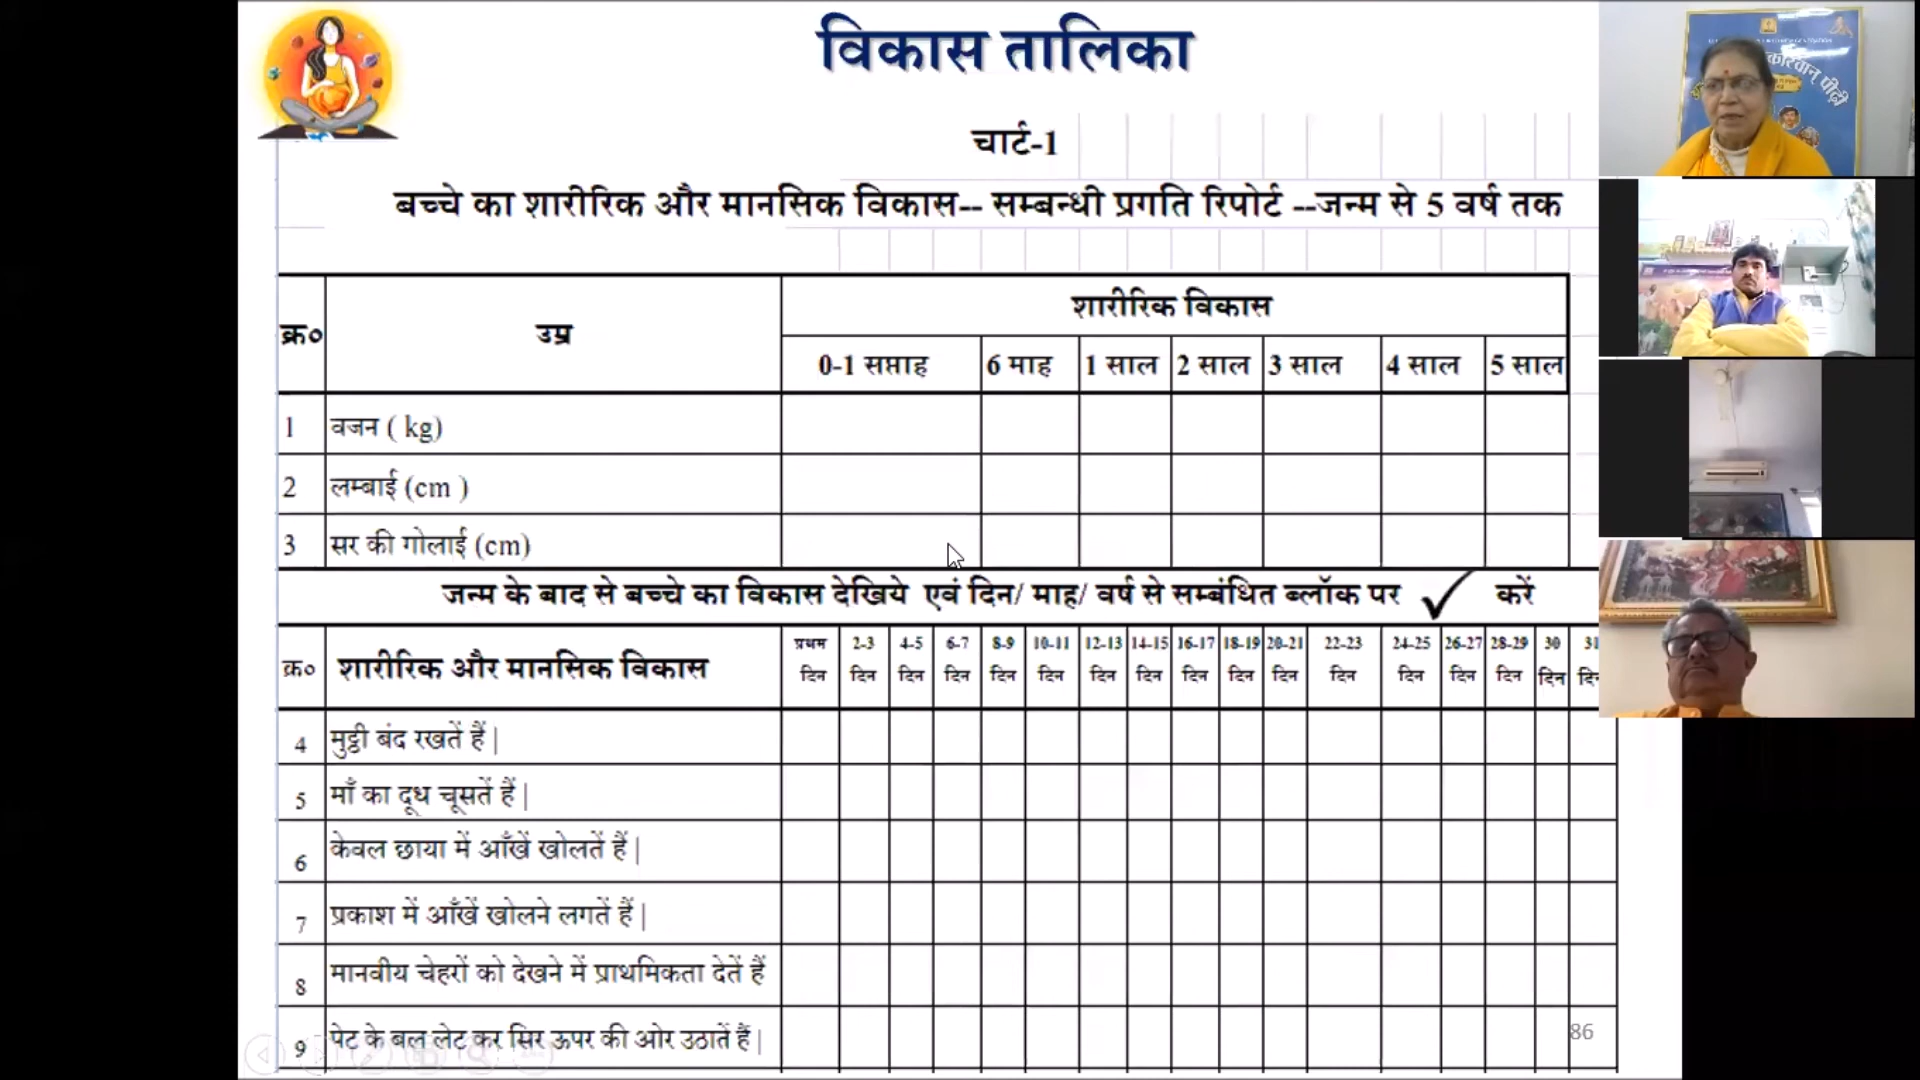 विकास तालिका
चार्ट-1
बच्चे का शारीरिक और मानसिक विकास-- सम्बन्धी प्रगति रिपोर्ट --जन्म से 5 वर्ष तक
क्र० उम्र शारीरिक विकास
0-1 सप्ताह 6 माह 1 साल 2 साल 3 साल 4 साल 5 साल
1 वजन ( kg)
2 लम्बाई (cm )
3 सर की गोलाई (cm)
जन्म के बाद से बच्चे का विकास देखिये एवं दिन/ माह/ वर्ष से सम्बंधित ब्लॉक पर ✓ करें
क्र० शारीरिक और मानसिक विकास प्रथम दिन 2-3 दिन 4-5 दिन 6-7 दिन 8-9 दिन 10-11 दिन 12-13 दिन 14-15 दिन 16-17 दिन 18-19 दिन 20-21 दिन 22-23 दिन 24-25 दिन 26-27 दिन 28-29 दिन 30 दिन 31
4 मुट्ठी बंद रखतें हैं |
5 माँ का दूध चूसतें हैं |
6 केवल छाया में आँखें खोलतें हैं |
7 प्रकाश में आँखें खोलने लगतें हैं |
8 मानवीय चेहरों को देखने में प्राथमिकता देतें हैं
9 पेट के बल लेट कर सिर ऊपर की ओर उठातें हैं |
86
पीढ़ी